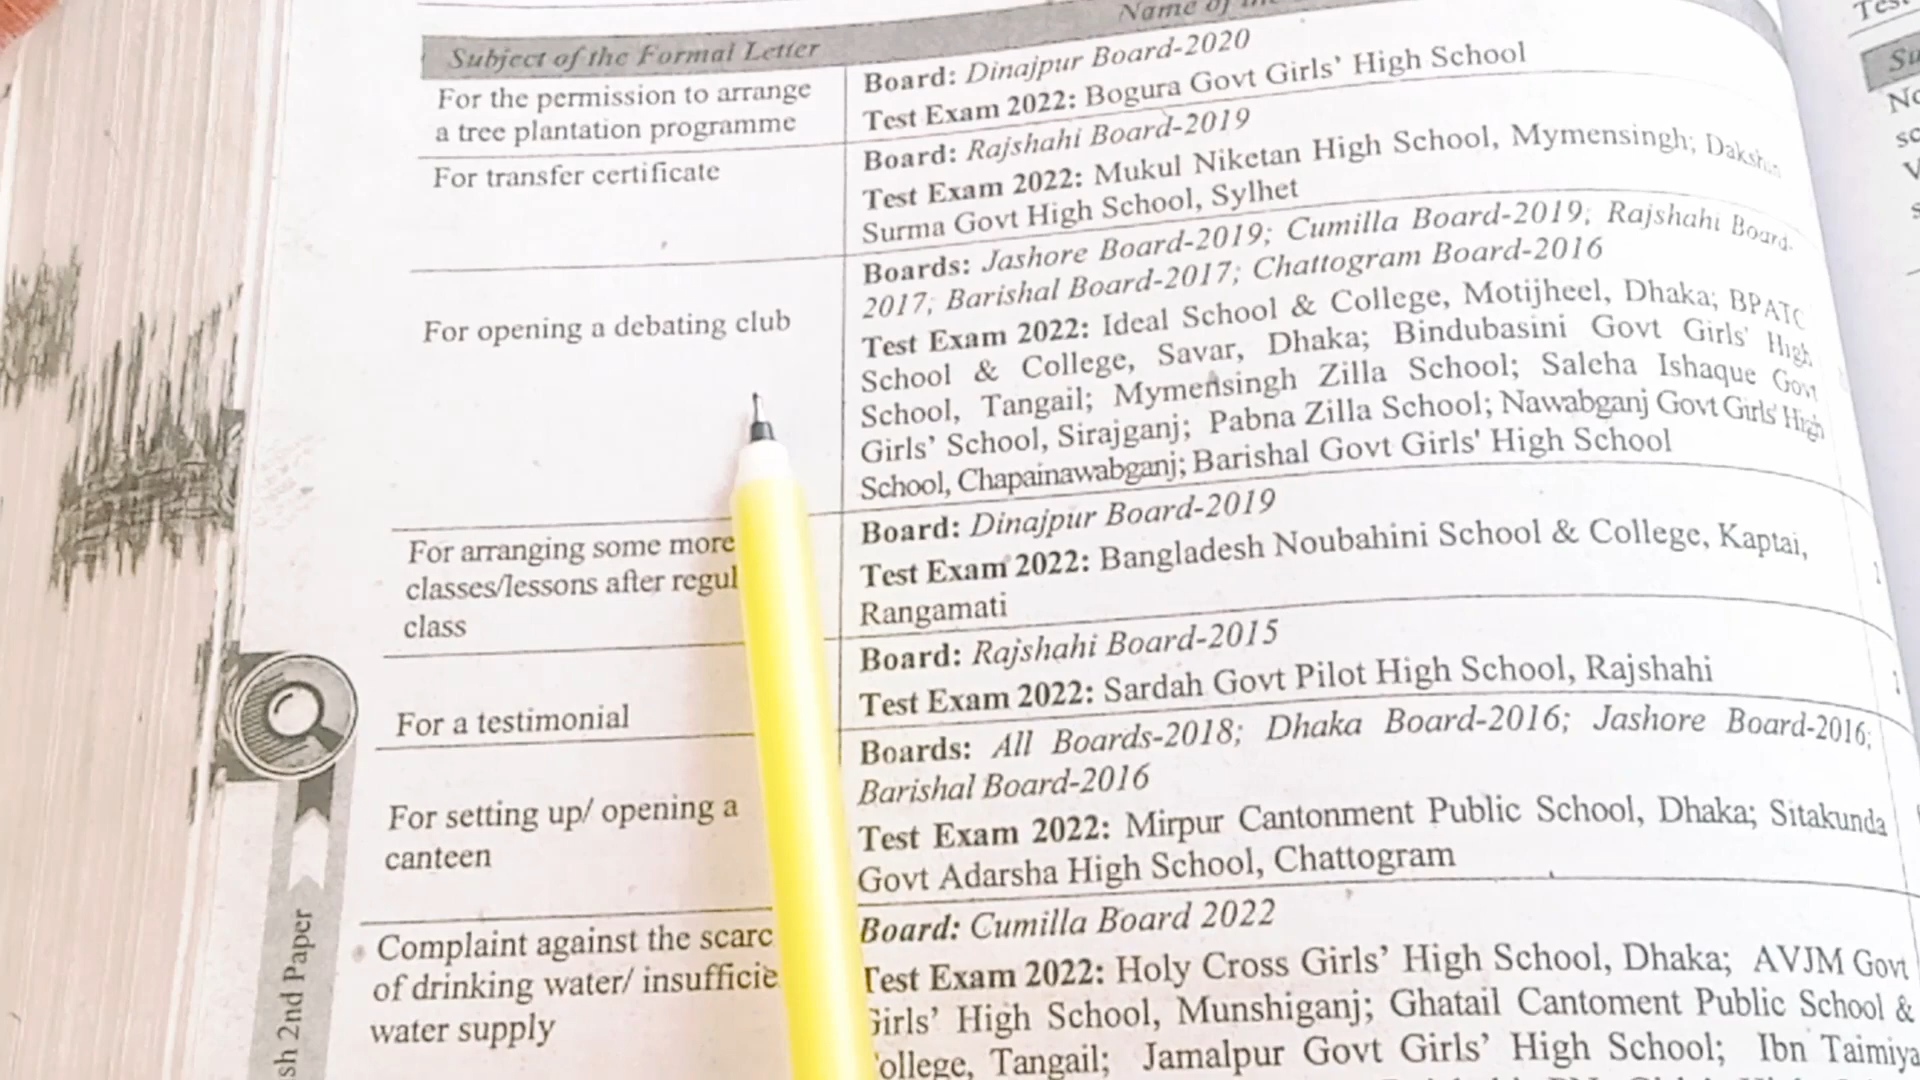 Name of
Subject of the Formal Letter
For the permission to arrange
a tree plantation programme
Board: Dinajpur Board-2020
Test Exam 2022: Bogura Govt Girls' High School
For transfer certificate
Board: Rajshahi Board-2019
Test Exam 2022: Mukul Niketan High School, Mymensingh; Dakshin
Surma Govt High School, Sylhet
For opening a debating club
Boards: Jashore Board-2019; Cumilla Board-2019; Rajshahi Board-
2017; Barishal Board-2017; Chattogram Board-2016
Test Exam 2022: Ideal School & College, Motijheel, Dhaka; BPATC
School & College, Savar, Dhaka; Bindubasini Govt Girls' High
School, Tangail; Mymensingh Zilla School; Saleha Ishaque Govt
Girls' School, Sirajganj; Pabna Zilla School; Nawabganj Govt Girls' High
School, Chapainawabganj; Barishal Govt Girls' High School
For arranging some more
classes/lessons after regul
class
Board: Dinajpur Board-2019
Test Exam 2022: Bangladesh Noubahini School & College, Kaptai,
Rangamati
For a testimonial
Board: Rajshahi Board-2015
Test Exam 2022: Sardah Govt Pilot High School, Rajshahi
For setting up/ opening a
canteen
Boards: All Boards-2018; Dhaka Board-2016; Jashore Board-2016;
Barishal Board-2016
Test Exam 2022: Mirpur Cantonment Public School, Dhaka; Sitakunda
Govt Adarsha High School, Chattogram
Complaint against the scarc
of drinking water/ insufficie
water supply
Board: Cumilla Board 2022
Test Exam 2022: Holy Cross Girls' High School, Dhaka; AVJM Govt
Girls' High School, Munshiganj; Ghatail Cantoment Public School &
ollege, Tangail; Jamalpur Govt Girls' High School; Ibn Taimiya
sh 2nd Paper